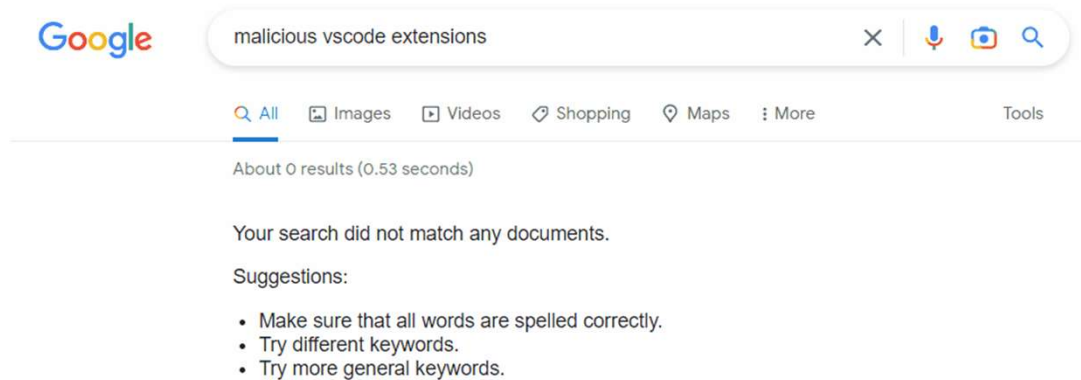 Google
malicious vscode extensions
All Images Videos Shopping Maps More Tools
About 0 results (0.53 seconds)
Your search did not match any documents.
Suggestions:
• Make sure that all words are spelled correctly.
• Try different keywords.
• Try more general keywords.